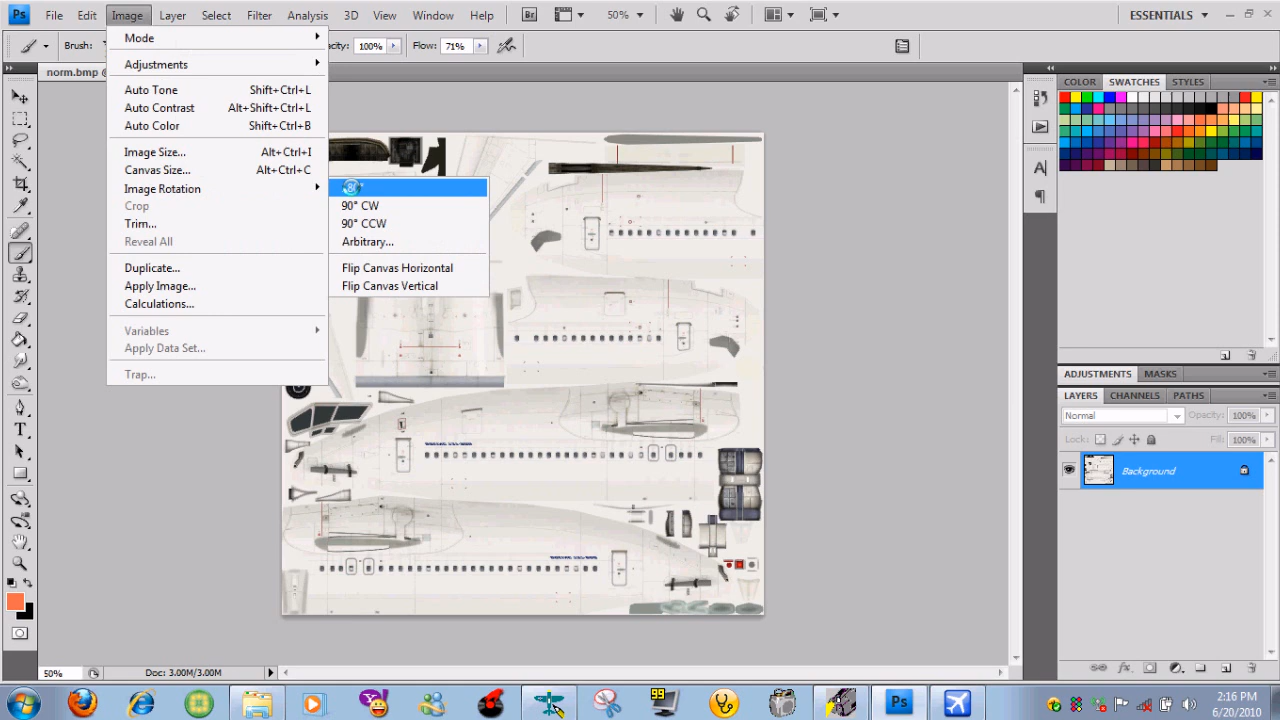 Ps File Edit Image Layer Select Filter Analysis 3D View Window Help Br 50% ESSENTIALS
Brush: Opacity: 100% Flow: 71%
norm.bmp @
Mode
Adjustments
Auto Tone Shift+Ctrl+L
Auto Contrast Alt+Shift+Ctrl+L
Auto Color Shift+Ctrl+B
Image Size... Alt+Ctrl+I
Canvas Size... Alt+Ctrl+C
Image Rotation
Crop
Trim...
Reveal All
Duplicate...
Apply Image...
Calculations...
Variables
Apply Data Set...
Trap...
90° CW
90° CCW
Arbitrary...
Flip Canvas Horizontal
Flip Canvas Vertical
COLOR SWATCHES STYLES
ADJUSTMENTS MASKS
LAYERS CHANNELS PATHS
Normal Opacity: 100%
Lock: Fill: 100%
Background
50% Doc: 3.00M/3.00M
99 Ps
2:16 PM
6/20/2010